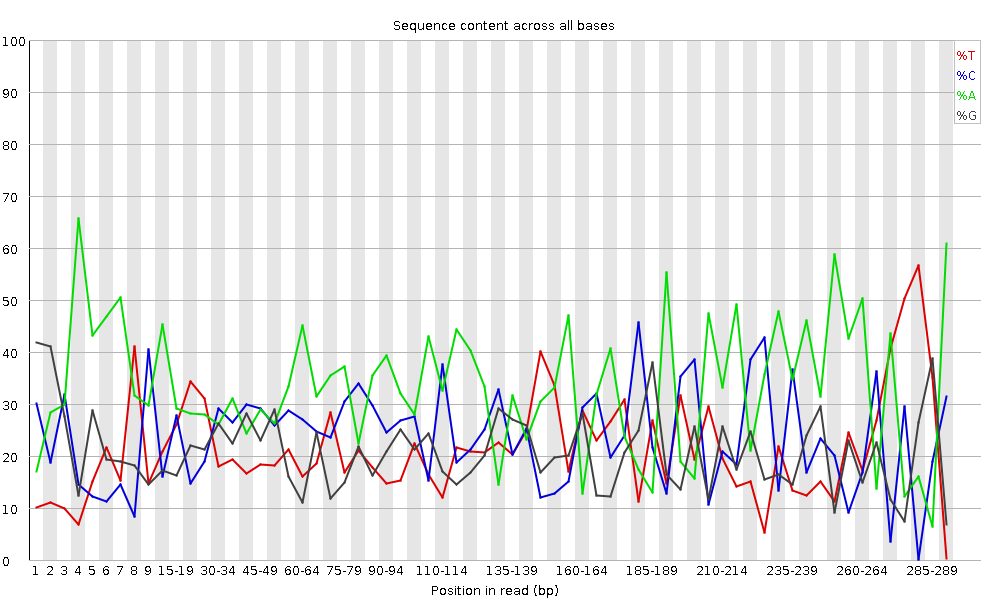 Sequence content across all bases
100
90
80
70
60
50
40
30
20
10
0
%T
%C
%A
%G
1 2 3 4 5 6 7 8 9 15-19 30-34 45-49 60-64 75-79 90-94 110-114 135-139 160-164 185-189 210-214 235-239 260-264 285-289
Position in read (bp)